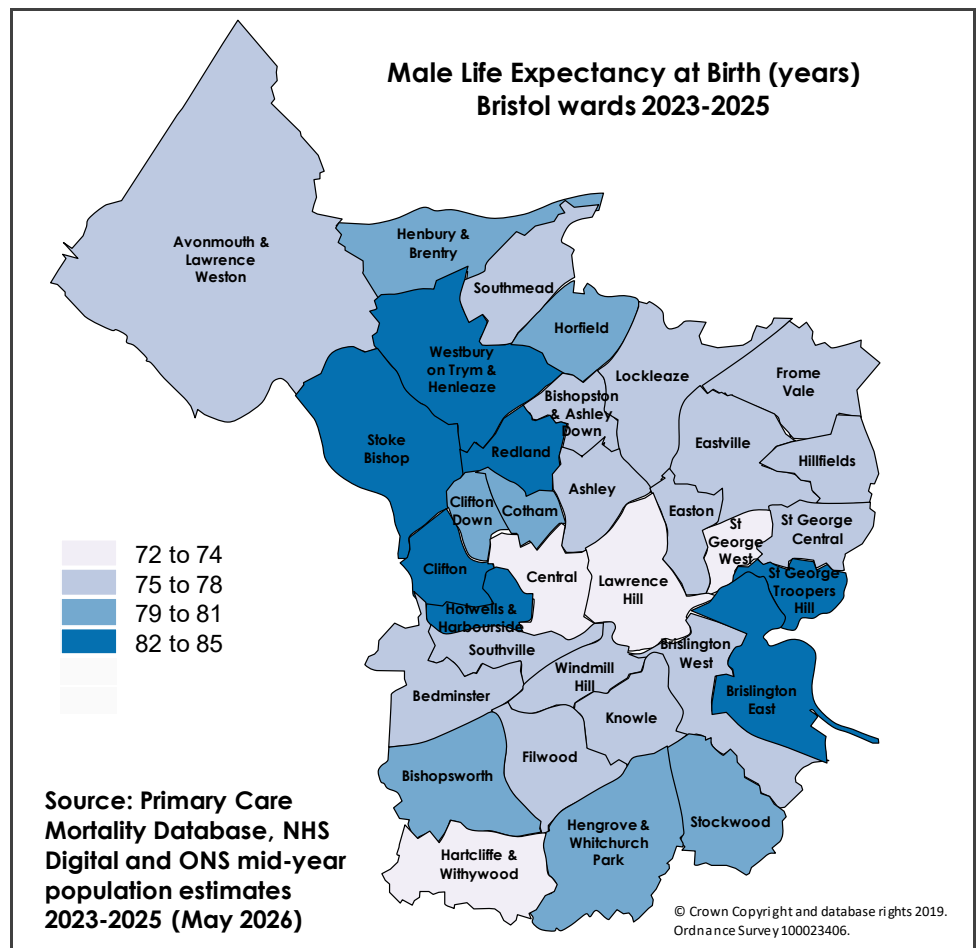 Male Life Expectancy at Birth (years)
Bristol wards 2023-2025
Avonmouth &
Lawrence
Weston
Henbury &
Brentry
Southmead
Horfield
Westbury
on Trym &
Henleaze
Lockleaze
Frome
Vale
Bishopston
& Ashley
Down
Stoke
Bishop
Redland
Eastville
Hillfields
Ashley
Clifton
Down
Cotham
Easton
St
George
West
St George
Central
Clifton
Central
Lawrence
Hill
St George
Troopers
Hill
Hotwells &
Harbourside
Southville
Brislington
West
Windmill
Hill
Bedminster
Knowle
Brislington
East
Filwood
Bishopsworth
Hengrove &
Whitchurch
Park
Stockwood
Hartcliffe &
Withywood
72 to 74
75 to 78
79 to 81
82 to 85
Source: Primary Care
Mortality Database, NHS
Digital and ONS mid-year
population estimates
2023-2025 (May 2026)
© Crown Copyright and database rights 2019.
Ordnance Survey 100023406.